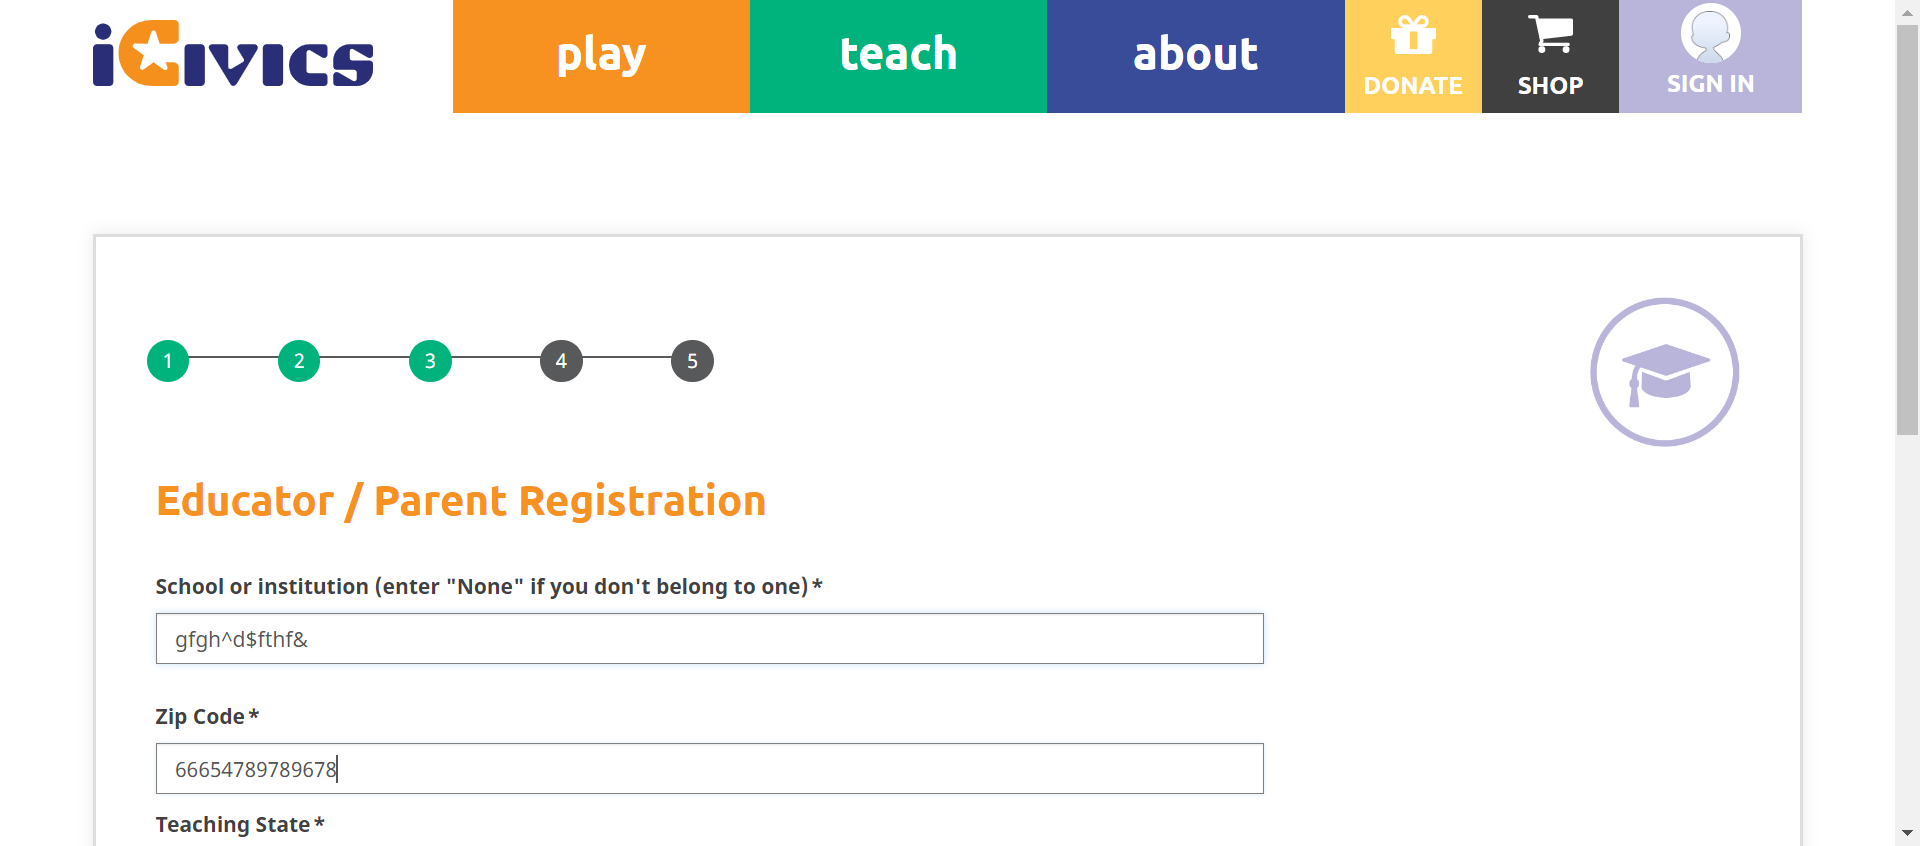 iCivics
play
teach
about
DONATE
SHOP
SIGN IN
1
2
3
4
5
Educator / Parent Registration
School or institution (enter "None" if you don't belong to one) *
gfgh^d$fthf&
Zip Code *
66654789789678
Teaching State *